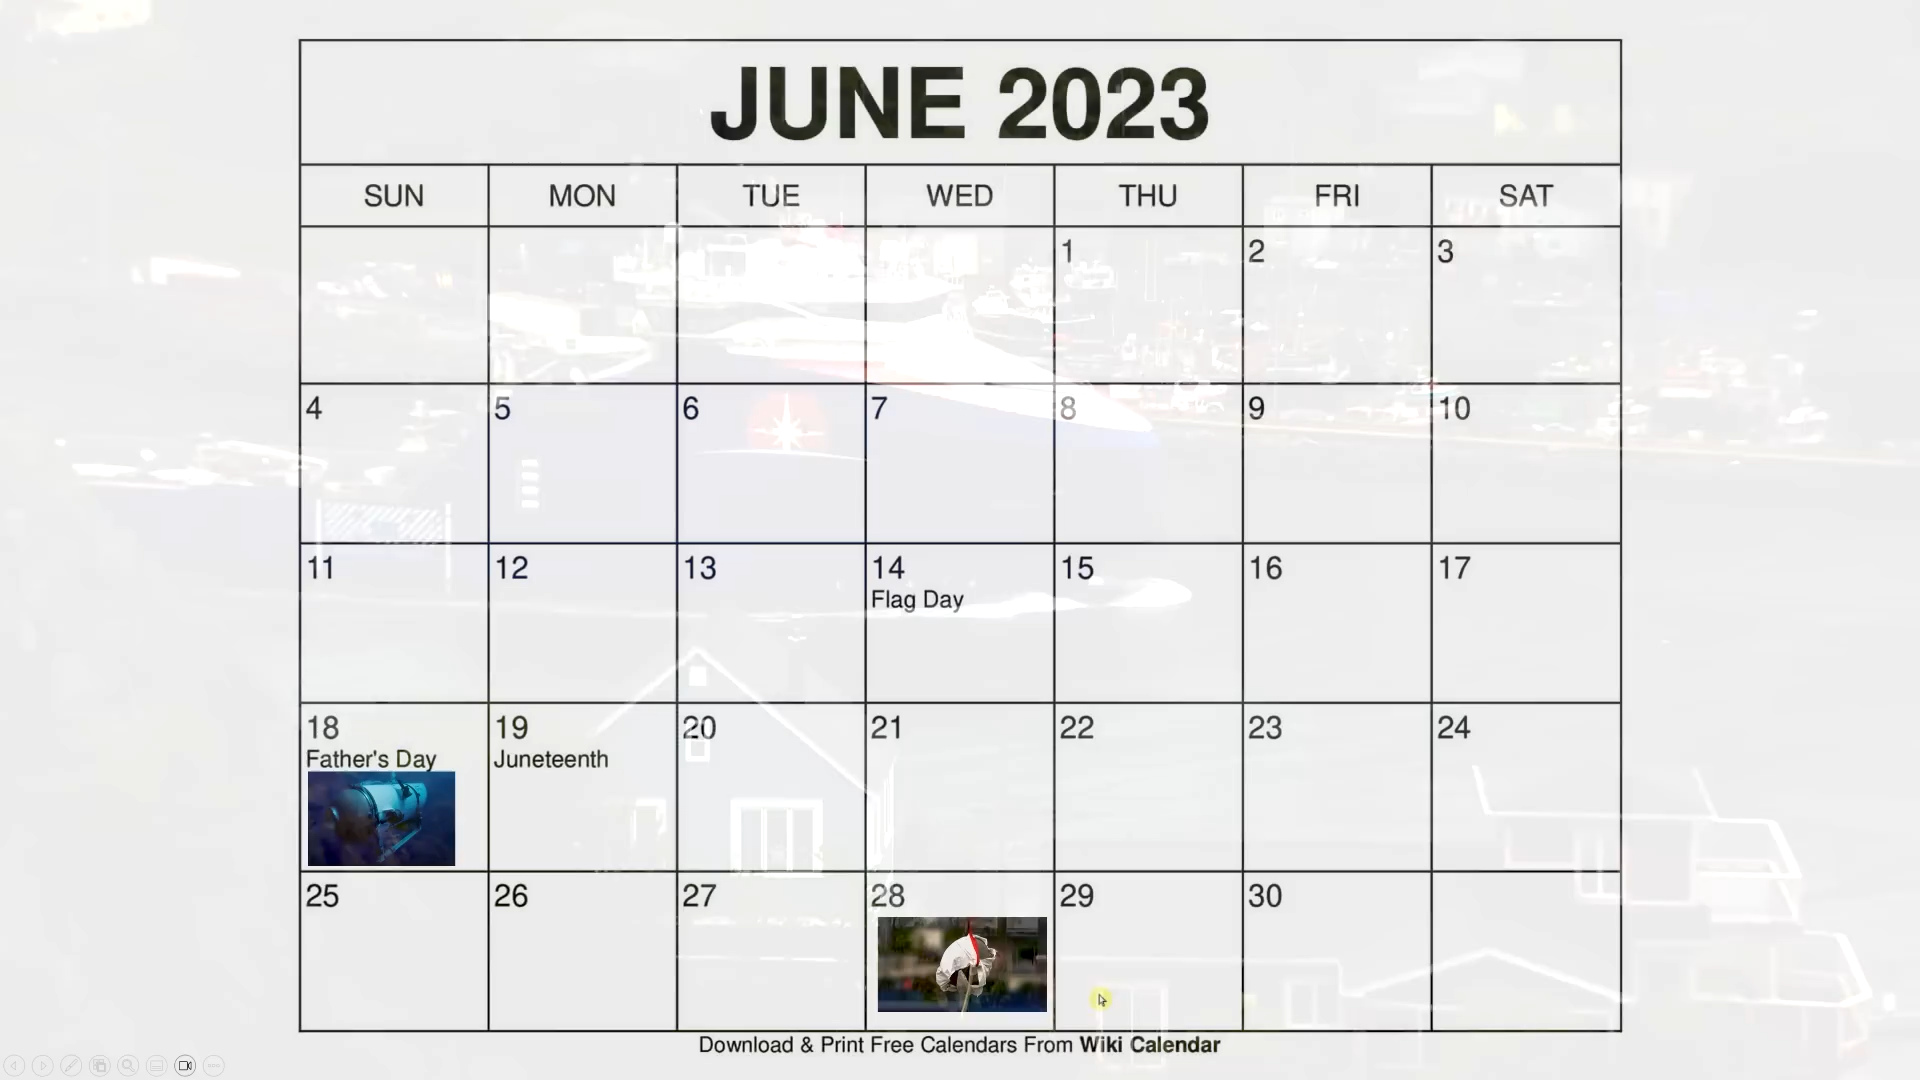 JUNE 2023
SUN MON TUE WED THU FRI SAT
1 2 3
4 5 6 7 8 9 10
11 12 13 14 15 16 17
Flag Day
18 19 20 21 22 23 24
Father's Day Juneteenth
25 26 27 28 29 30
Download & Print Free Calendars From Wiki Calendar